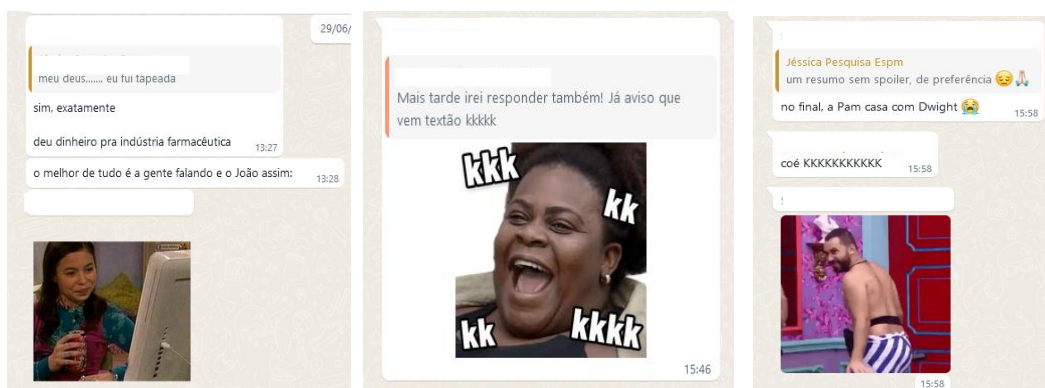 29/06/
meu deus....... eu fui tapeada
sim, exatamente
deu dinheiro pra indústria farmacêutica
13:27
o melhor de tudo é a gente falando e o João assim:
13:28
Mais tarde irei responder também! Já aviso que
vem textão kkkkk
kkk
kk
kk
kkkk
15:46
Jéssica Pesquisa Espm
um resumo sem spoiler, de preferência 😔🙏🏻
no final, a Pam casa com Dwight 😭
15:58
coé KKKKKKKKKKK
15:58
15:58